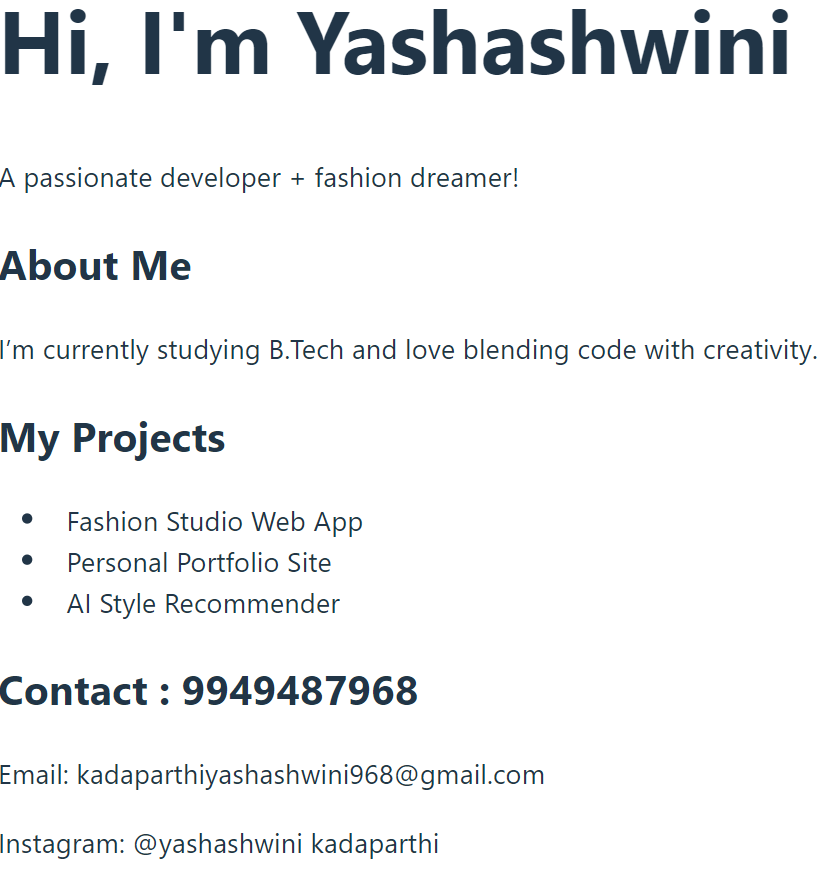 Hi, I'm Yashashwini
A passionate developer + fashion dreamer!
About Me
I’m currently studying B.Tech and love blending code with creativity.
My Projects
• Fashion Studio Web App
• Personal Portfolio Site
• AI Style Recommender
Contact : 9949487968
Email: kadaparthiyashashwini968@gmail.com
Instagram: @yashashwini kadaparthi